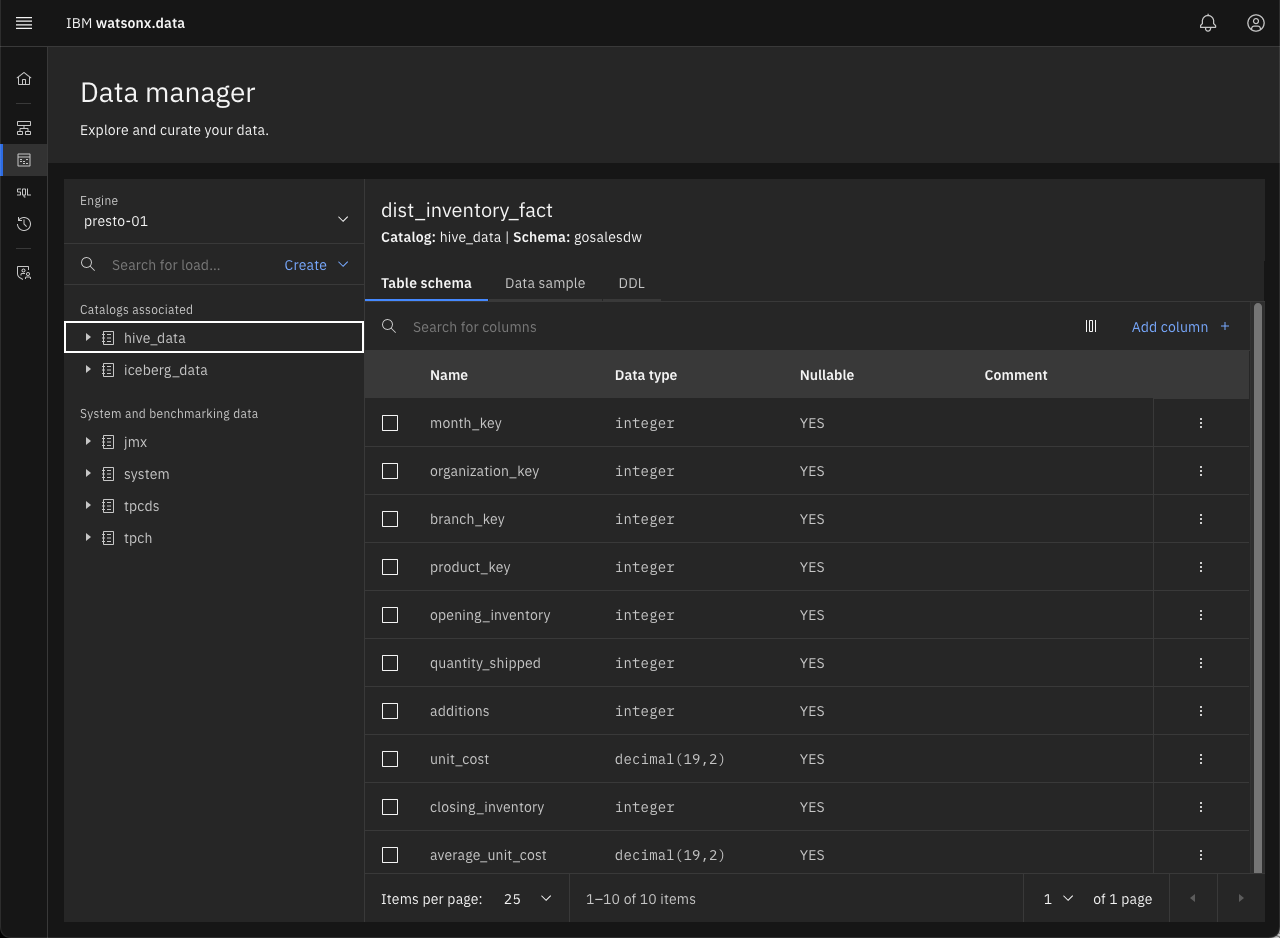 IBM watsonx.data
Data manager
Explore and curate your data.
SQL
Engine
presto-01
Search for load...
Create
Catalogs associated
hive_data
iceberg_data
System and benchmarking data
jmx
system
tpcds
tpch
dist_inventory_fact
Catalog: hive_data | Schema: gosalesdw
Table schema Data sample DDL
Search for columns
Add column +
Name Data type Nullable Comment
month_key integer YES
organization_key integer YES
branch_key integer YES
product_key integer YES
opening_inventory integer YES
quantity_shipped integer YES
additions integer YES
unit_cost decimal(19,2) YES
closing_inventory integer YES
average_unit_cost decimal(19,2) YES
Items per page: 25 1–10 of 10 items 1 of 1 page